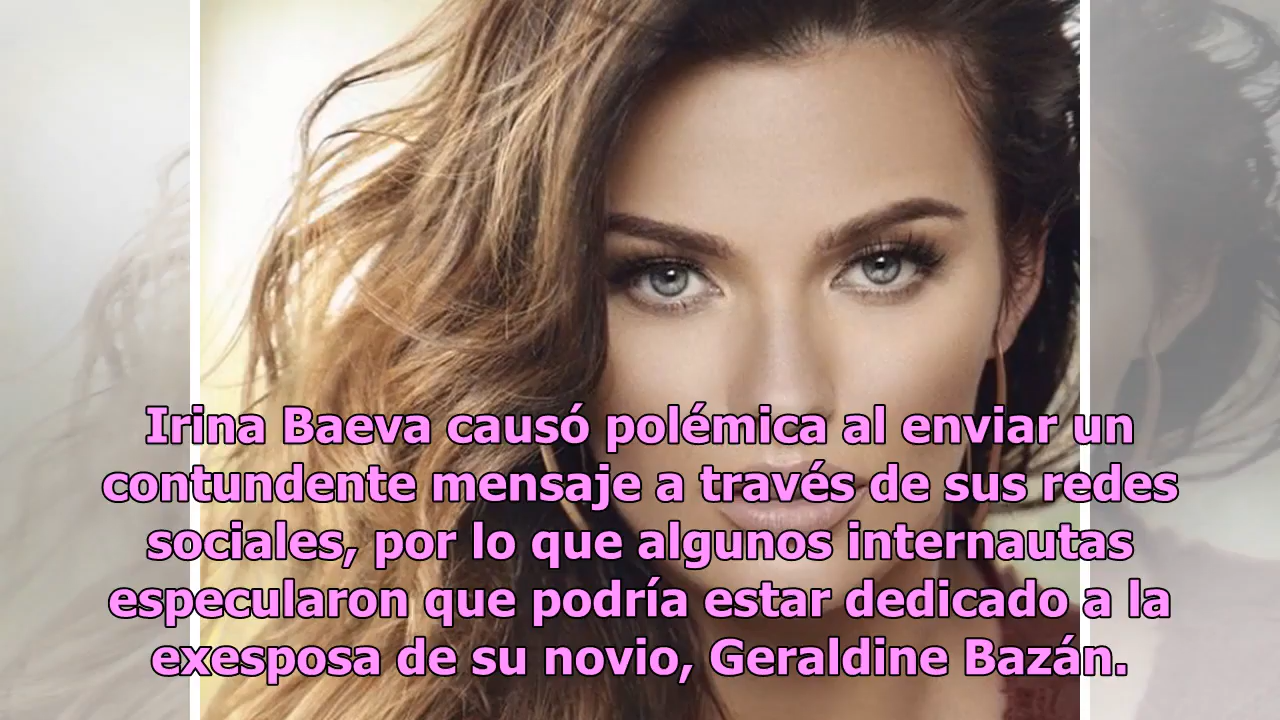 Irina Baeva causó polémica al enviar un
contundente mensaje a través de sus redes
sociales, por lo que algunos internautas
especularon que podría estar dedicado a la
exesposa de su novio, Geraldine Bazán.